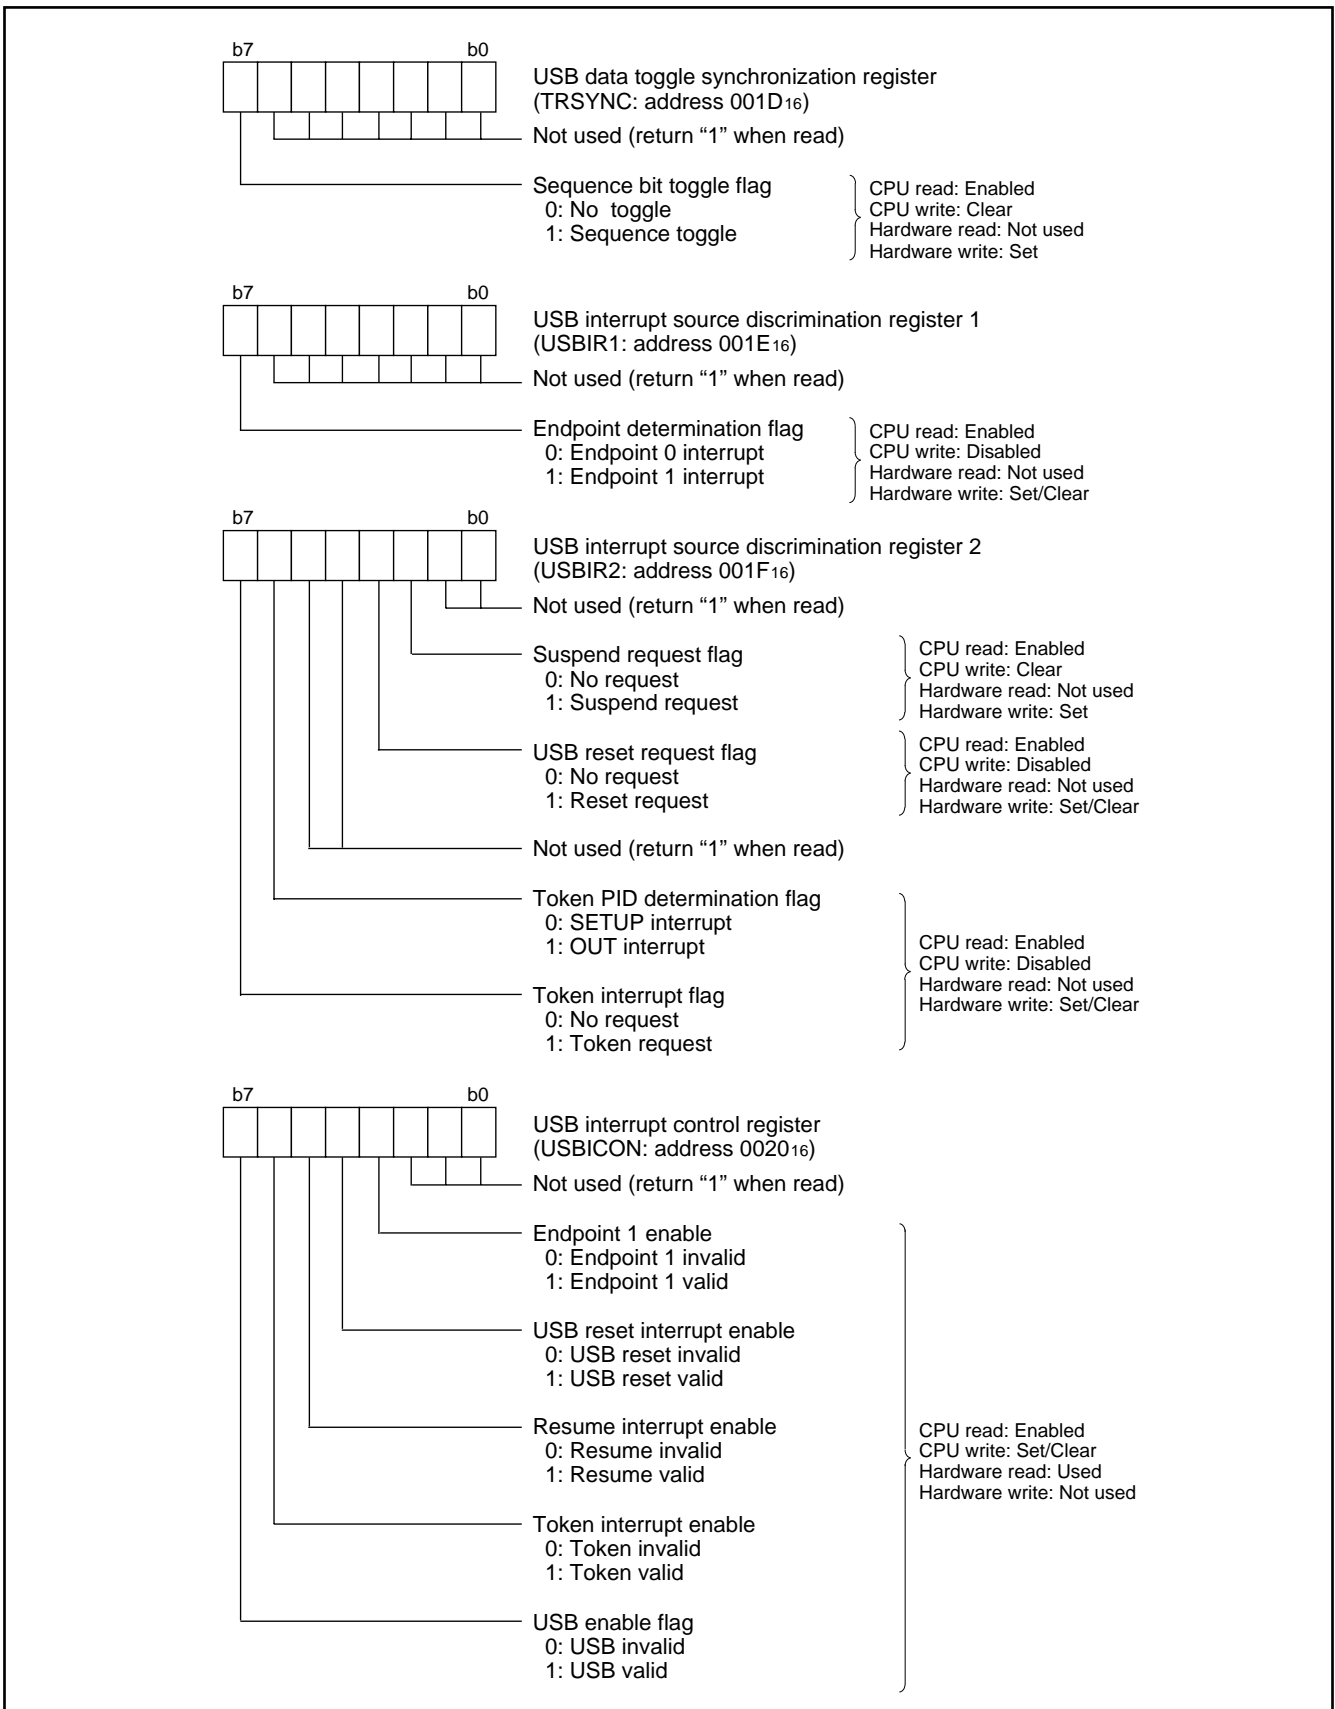 b7 b0
USB data toggle synchronization register
(TRSYNC: address 001D16)
Not used (return “1” when read)
Sequence bit toggle flag
0: No toggle
1: Sequence toggle
CPU read: Enabled
CPU write: Clear
Hardware read: Not used
Hardware write: Set
b7 b0
USB interrupt source discrimination register 1
(USBIR1: address 001E16)
Not used (return “1” when read)
Endpoint determination flag
0: Endpoint 0 interrupt
1: Endpoint 1 interrupt
CPU read: Enabled
CPU write: Disabled
Hardware read: Not used
Hardware write: Set/Clear
b7 b0
USB interrupt source discrimination register 2
(USBIR2: address 001F16)
Not used (return “1” when read)
Suspend request flag
0: No request
1: Suspend request
CPU read: Enabled
CPU write: Clear
Hardware read: Not used
Hardware write: Set
USB reset request flag
0: No request
1: Reset request
CPU read: Enabled
CPU write: Disabled
Hardware read: Not used
Hardware write: Set/Clear
Not used (return “1” when read)
Token PID determination flag
0: SETUP interrupt
1: OUT interrupt
Token interrupt flag
0: No request
1: Token request
CPU read: Enabled
CPU write: Disabled
Hardware read: Not used
Hardware write: Set/Clear
b7 b0
USB interrupt control register
(USBICON: address 002016)
Not used (return “1” when read)
Endpoint 1 enable
0: Endpoint 1 invalid
1: Endpoint 1 valid
USB reset interrupt enable
0: USB reset invalid
1: USB reset valid
Resume interrupt enable
0: Resume invalid
1: Resume valid
Token interrupt enable
0: Token invalid
1: Token valid
USB enable flag
0: USB invalid
1: USB valid
CPU read: Enabled
CPU write: Set/Clear
Hardware read: Used
Hardware write: Not used